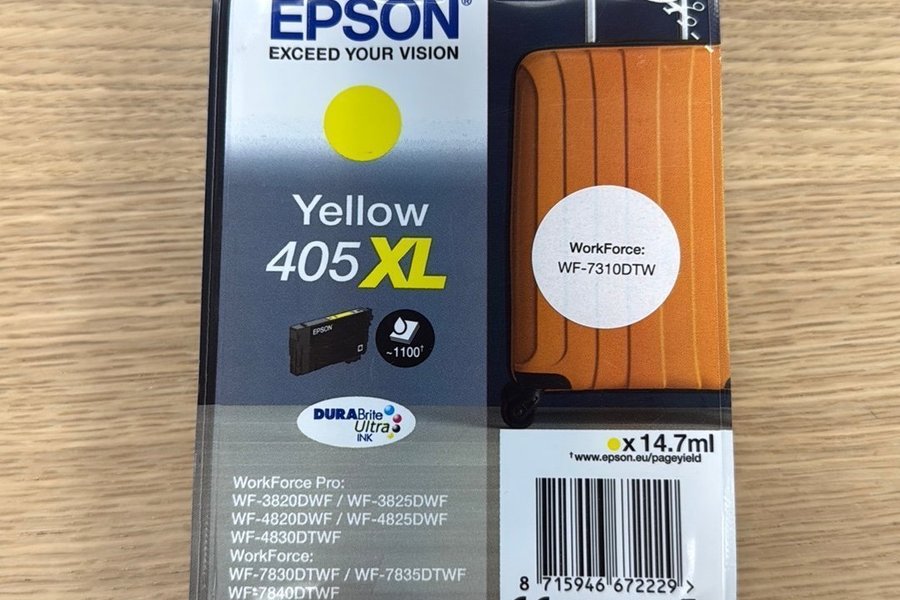 EPSON®
EXCEED YOUR VISION
Yellow
405XL
EPSON
~1100†
DURABrite
Ultra
INK
WorkForce Pro:
WF-3820DWF / WF-3825DWF
WF-4820DWF / WF-4825DWF
WF-4830DTWF
WorkForce:
WF-7830DTWF / WF-7835DTWF
WF-7840DTWF
WorkForce:
WF-7310DTW
x 14.7ml
†www.epson.eu/pageyield
8 715946 672229 >